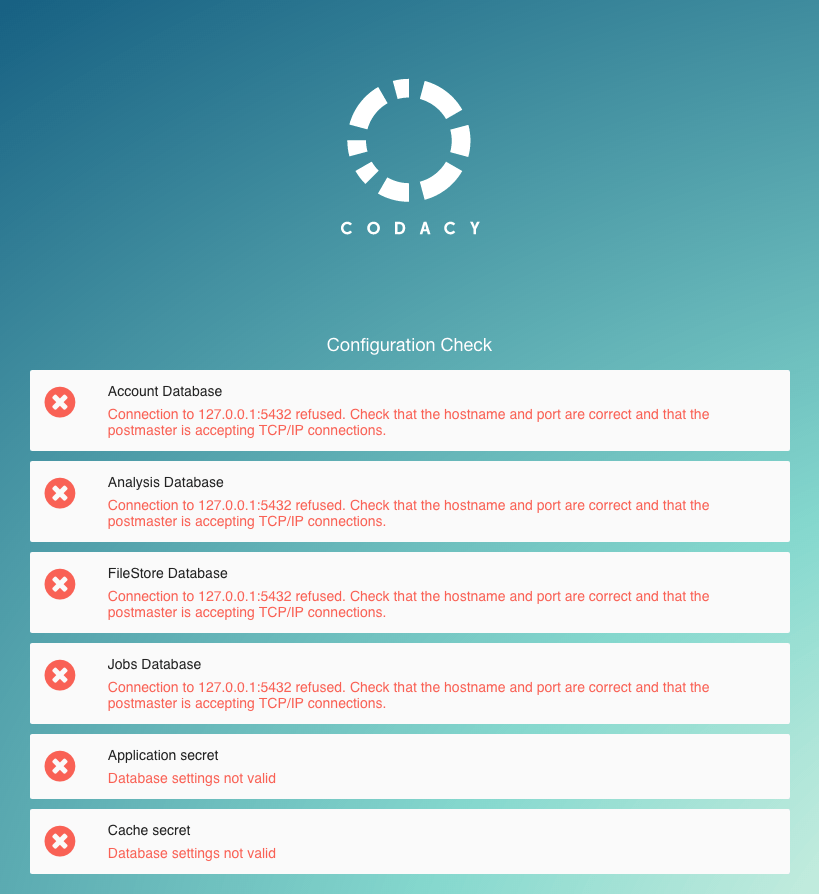 CODACY
Configuration Check
Account Database
Connection to 127.0.0.1:5432 refused. Check that the hostname and port are correct and that the
postmaster is accepting TCP/IP connections.
Analysis Database
Connection to 127.0.0.1:5432 refused. Check that the hostname and port are correct and that the
postmaster is accepting TCP/IP connections.
FileStore Database
Connection to 127.0.0.1:5432 refused. Check that the hostname and port are correct and that the
postmaster is accepting TCP/IP connections.
Jobs Database
Connection to 127.0.0.1:5432 refused. Check that the hostname and port are correct and that the
postmaster is accepting TCP/IP connections.
Application secret
Database settings not valid
Cache secret
Database settings not valid